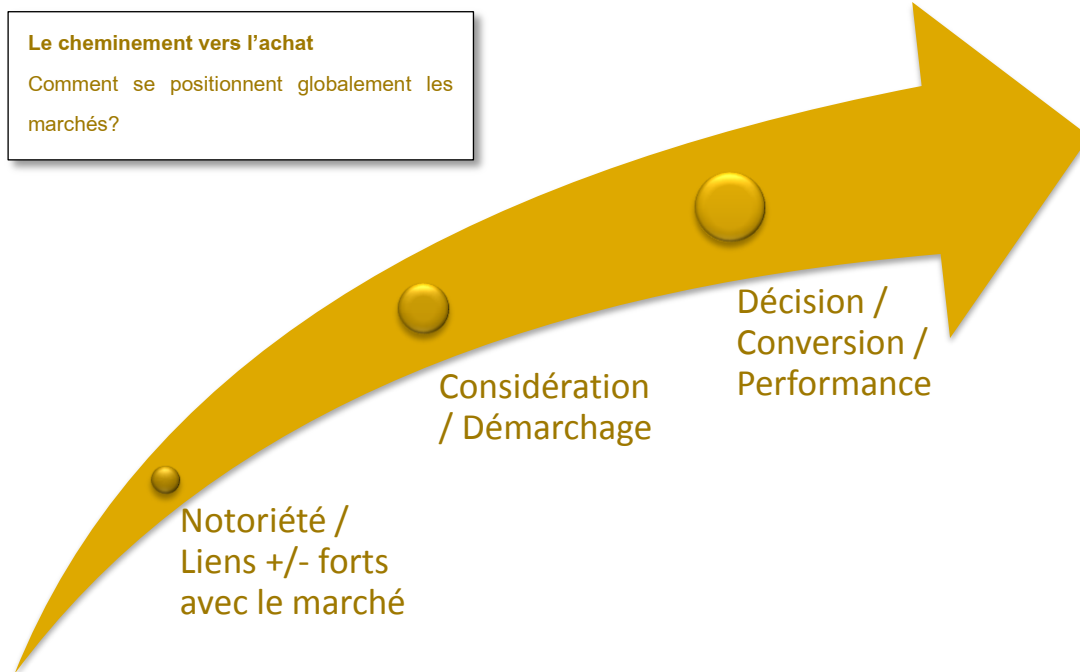 Le cheminement vers l'achat
Comment se positionnent globalement les
marchés?
Décision /
Conversion /
Performance
Considération
/ Démarchage
Notoriété /
Liens +/- forts
avec le marché